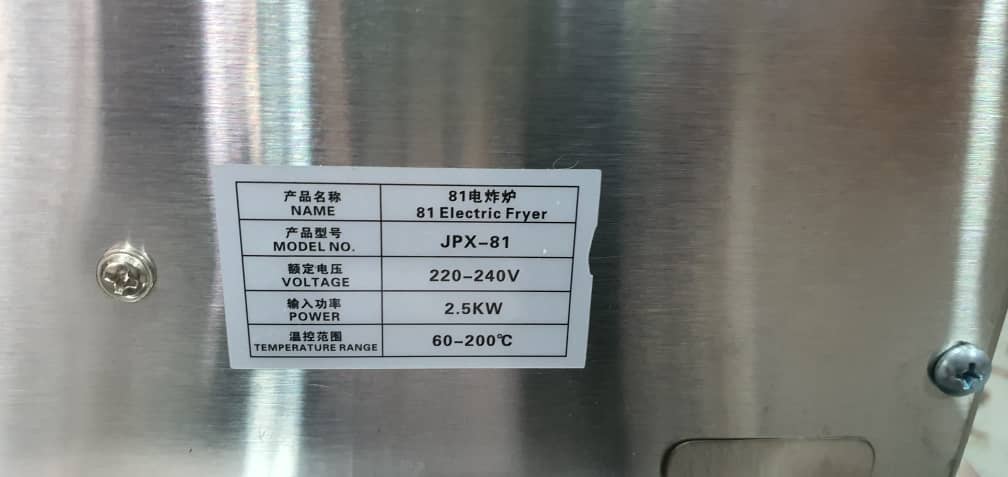 产品名称
NAME
81电炸炉
81 Electric Fryer
产品型号
MODEL NO.
JPX-81
额定电压
VOLTAGE
220-240V
输入功率
POWER
2.5KW
温控范围
TEMPERATURE RANGE
60-200℃